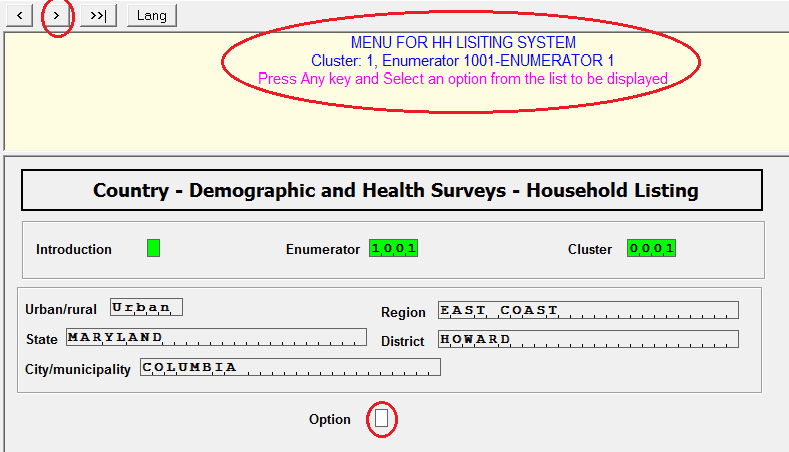 < > >>| Lang
MENU FOR HH LISITING SYSTEM
Cluster: 1, Enumerator 1001-ENUMERATOR 1
Press Any key and Select an option from the list to be displayed
Country - Demographic and Health Surveys - Household Listing
Introduction Enumerator 1001 Cluster 0001
Urban/rural Urban Region EAST COAST
State MARYLAND District HOWARD
City/municipality COLUMBIA
Option